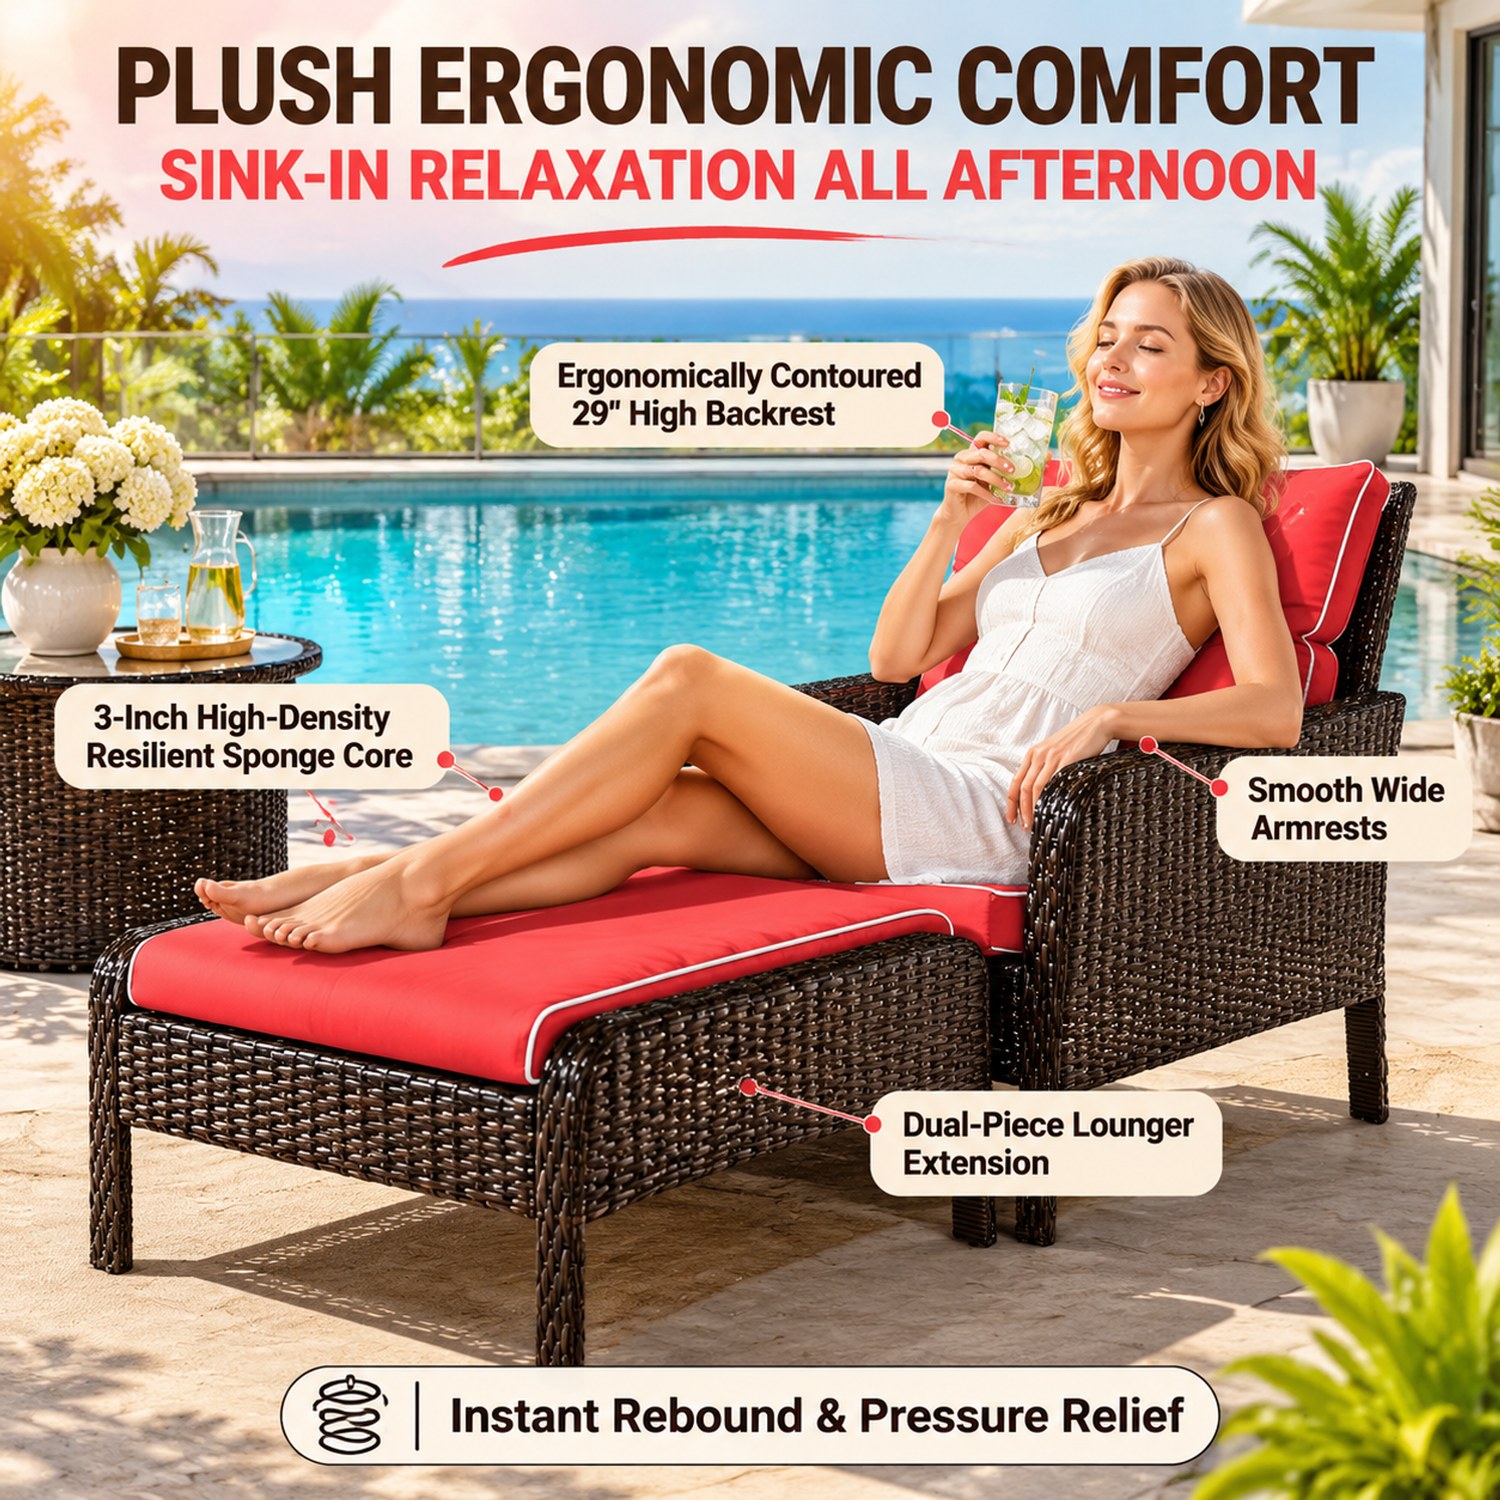 PLUSH ERGONOMIC COMFORT
SINK-IN RELAXATION ALL AFTERNOON
Ergonomically Contoured
29" High Backrest
3-Inch High-Density
Resilient Sponge Core
Smooth Wide
Armrests
Dual-Piece Lounger
Extension
Instant Rebound & Pressure Relief